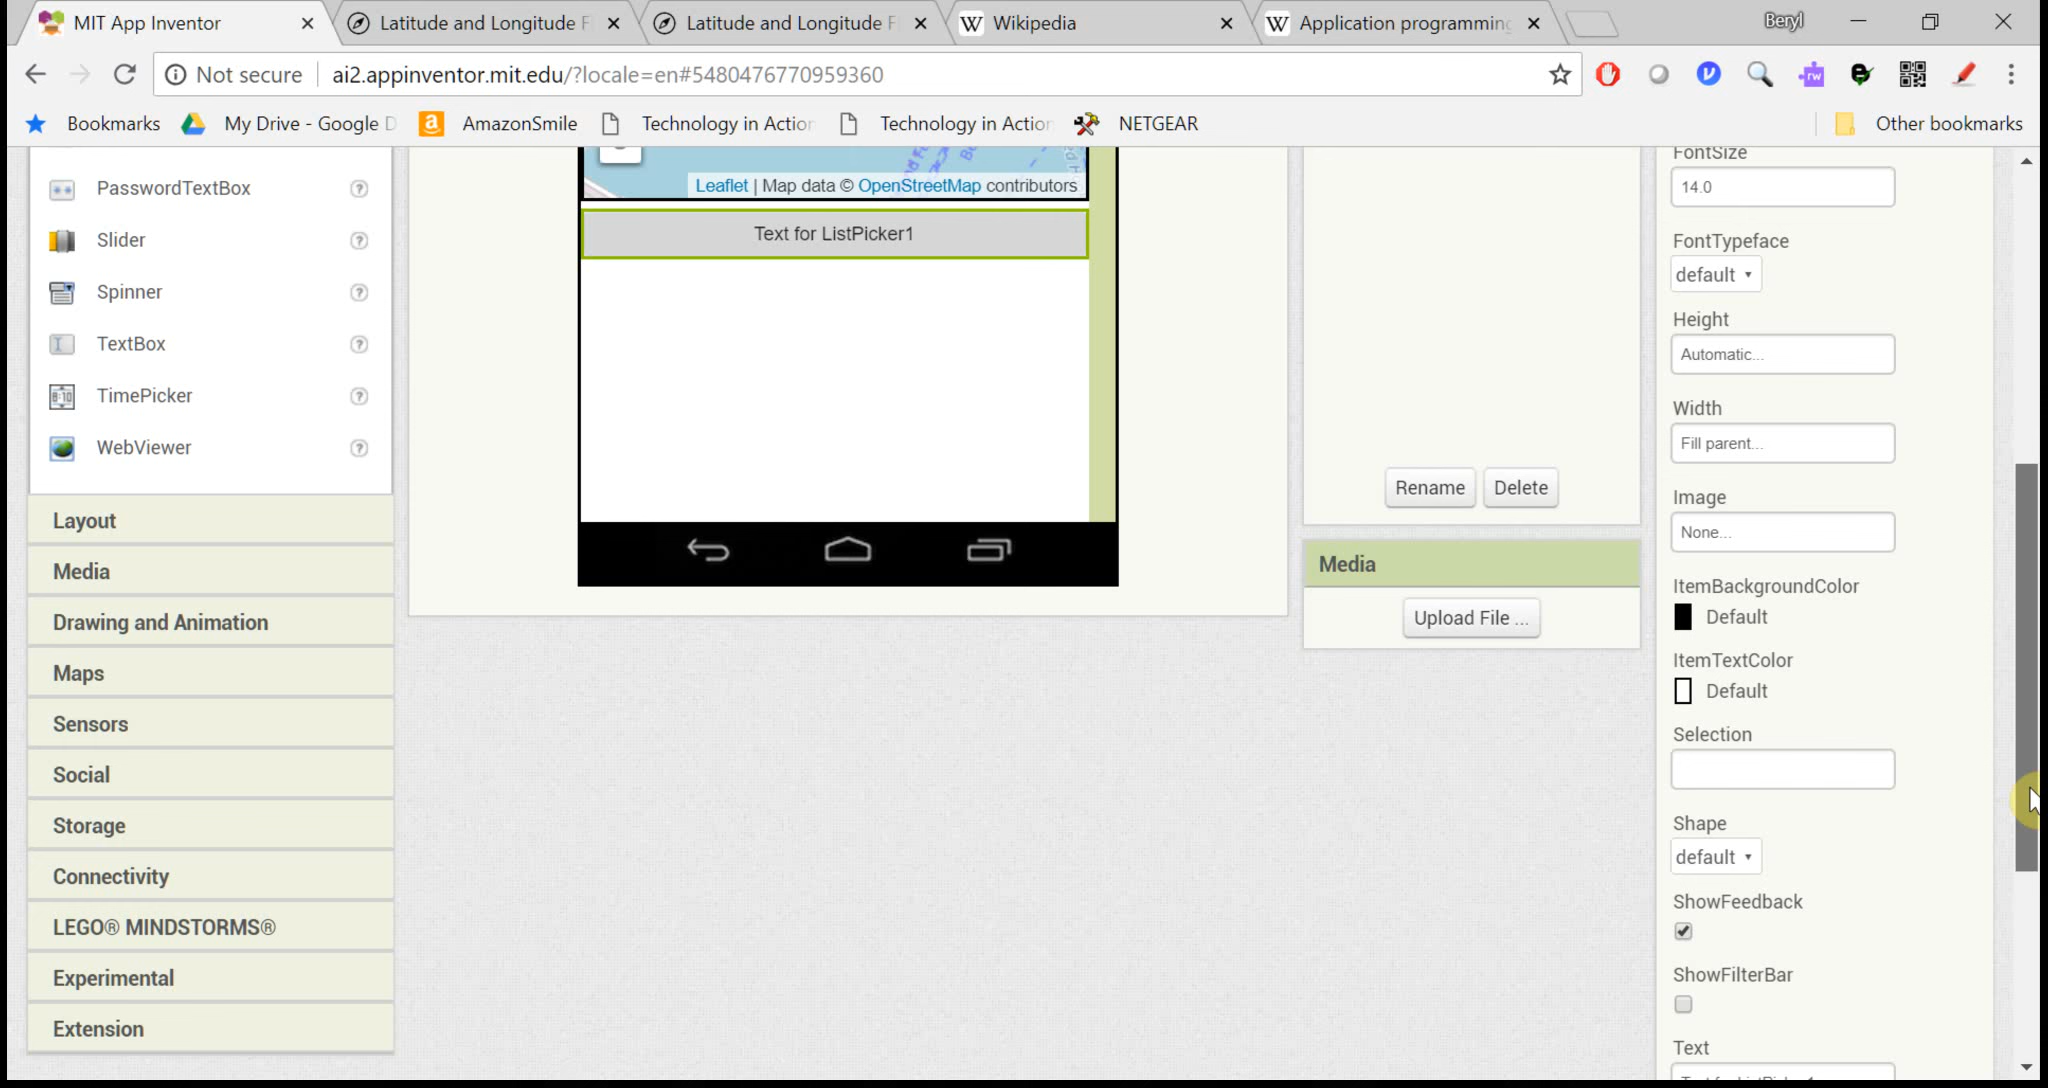 MIT App Inventor
Latitude and Longitude F
Latitude and Longitude F
Wikipedia
Application programming
Beryl
Not secure
ai2.appinventor.mit.edu/?locale=en#5480476770959360
Bookmarks
My Drive - Google D
AmazonSmile
Technology in Action
Technology in Action
NETGEAR
Other bookmarks
PasswordTextBox
Slider
Spinner
TextBox
TimePicker
WebViewer
Layout
Media
Drawing and Animation
Maps
Sensors
Social
Storage
Connectivity
LEGO® MINDSTORMS®
Experimental
Extension
Leaflet | Map data © OpenStreetMap contributors
Text for ListPicker1
Rename
Delete
Media
Upload File ...
FontSize
14.0
FontTypeface
default
Height
Automatic...
Width
Fill parent...
Image
None...
ItemBackgroundColor
Default
ItemTextColor
Default
Selection
Shape
default
ShowFeedback
ShowFilterBar
Text